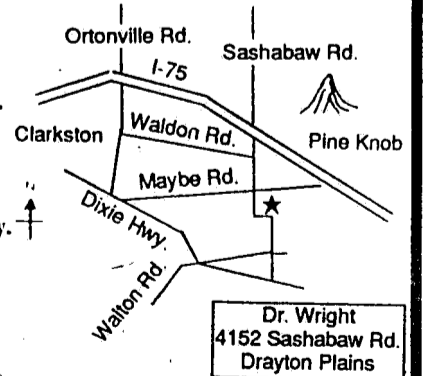 Ortonville Rd.
Sashabaw Rd.
I-75
Clarkston
Waldon Rd.
Pine Knob
Maybe Rd.
N
Dixie Hwy.
y.
Walton Rd.
Dr. Wright
4152 Sashabaw Rd.
Drayton Plains